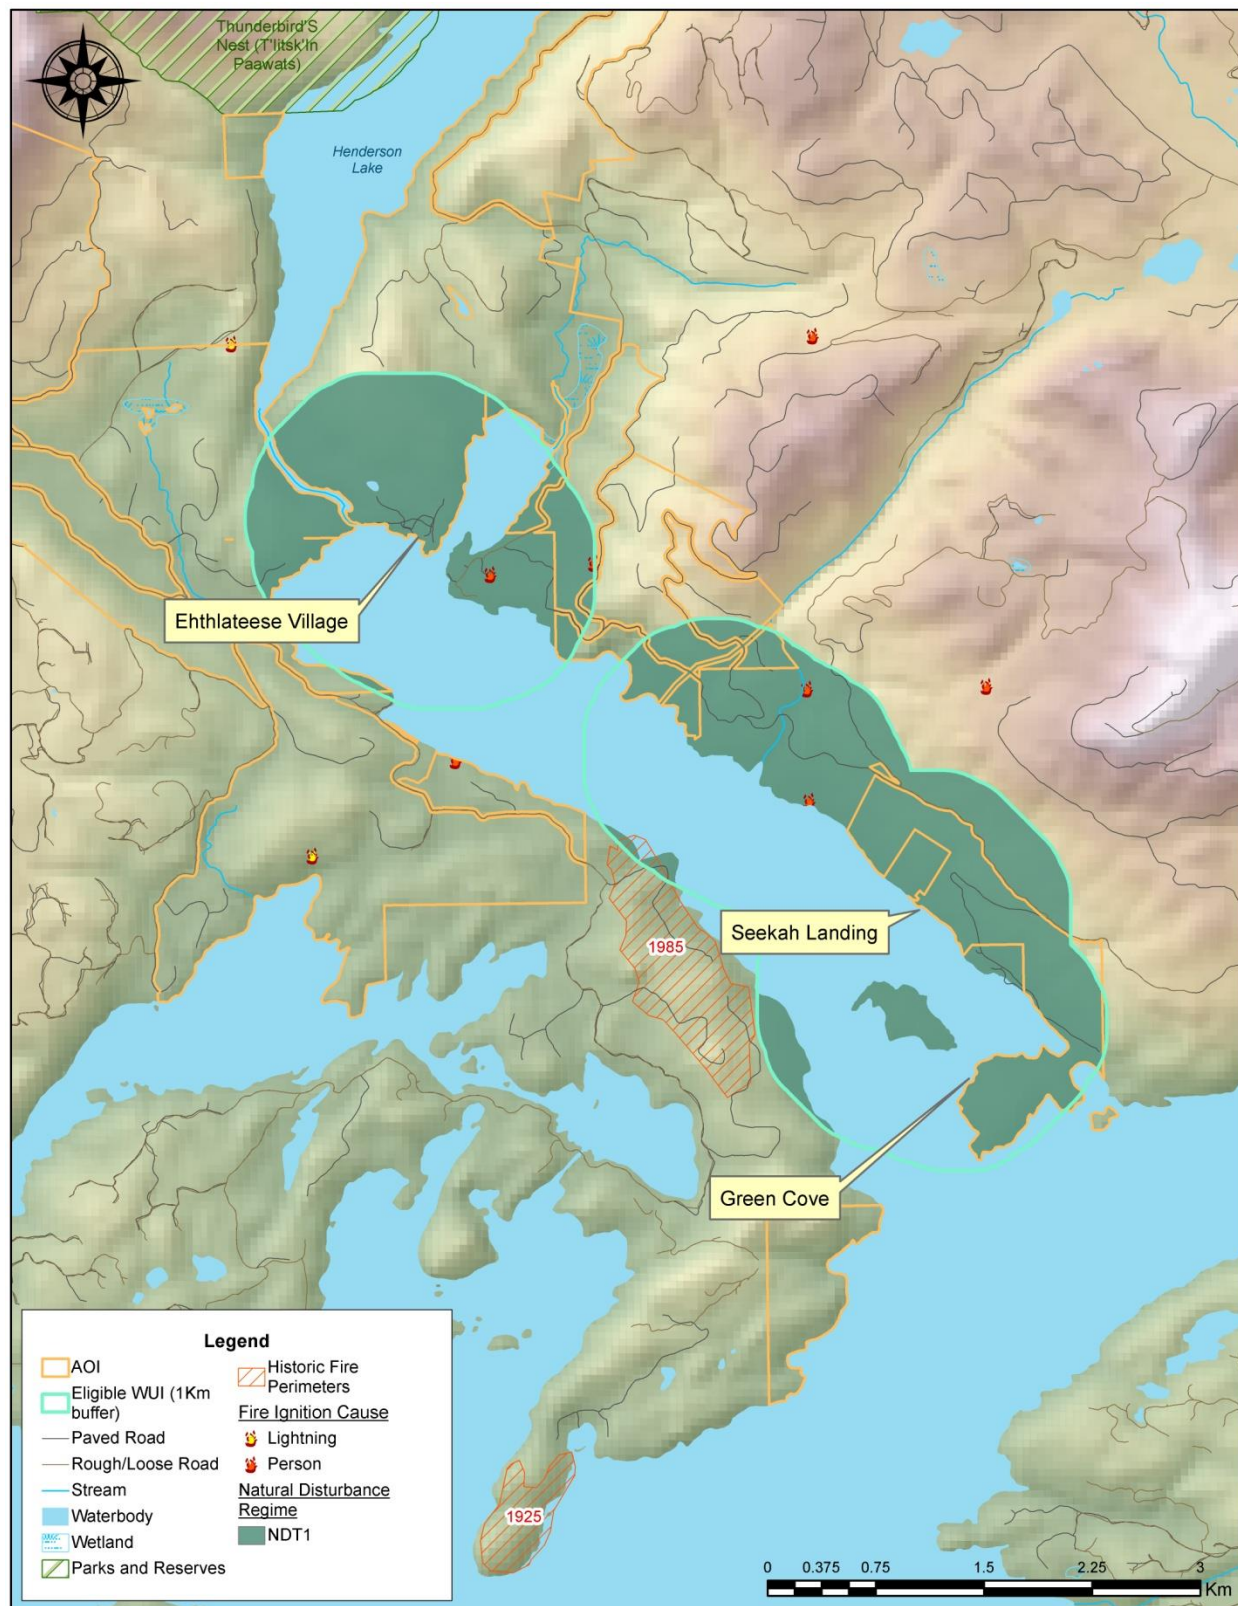 Thunderbird'S
Nest (T'litsk'In
Paawats)
Henderson
Lake
Ehthlateese Village
Seekah Landing
1985
Green Cove
1925
Legend
AOI
Eligible WUI (1Km
buffer)
Paved Road
Rough/Loose Road
Stream
Waterbody
Wetland
Parks and Reserves
Historic Fire
Perimeters
Fire Ignition Cause
Lightning
Person
Natural Disturbance
Regime
NDT1
0 0.375 0.75 1.5 2.25 3
Km